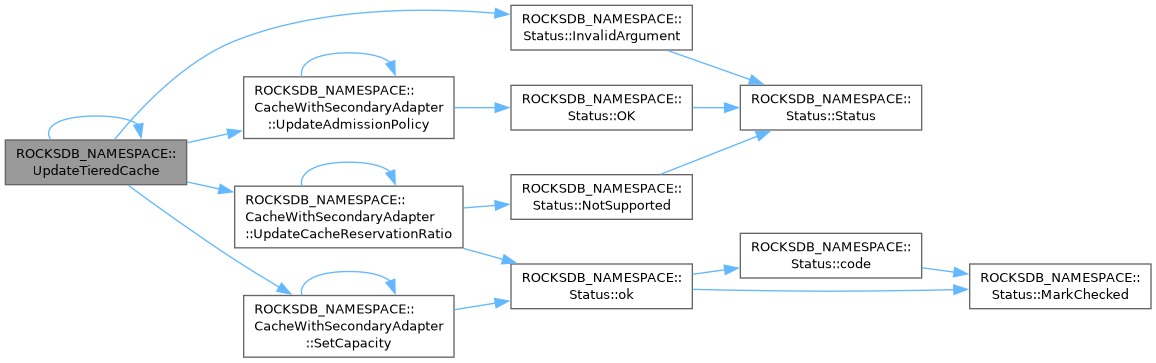 ROCKSDB_NAMESPACE::
UpdateTieredCache
ROCKSDB_NAMESPACE::
Status::InvalidArgument
ROCKSDB_NAMESPACE::
CacheWithSecondaryAdapter
::UpdateAdmissionPolicy
ROCKSDB_NAMESPACE::
Status::OK
ROCKSDB_NAMESPACE::
Status::Status
ROCKSDB_NAMESPACE::
CacheWithSecondaryAdapter
::UpdateCacheReservationRatio
ROCKSDB_NAMESPACE::
Status::NotSupported
ROCKSDB_NAMESPACE::
Status::ok
ROCKSDB_NAMESPACE::
Status::code
ROCKSDB_NAMESPACE::
Status::MarkChecked
ROCKSDB_NAMESPACE::
CacheWithSecondaryAdapter
::SetCapacity